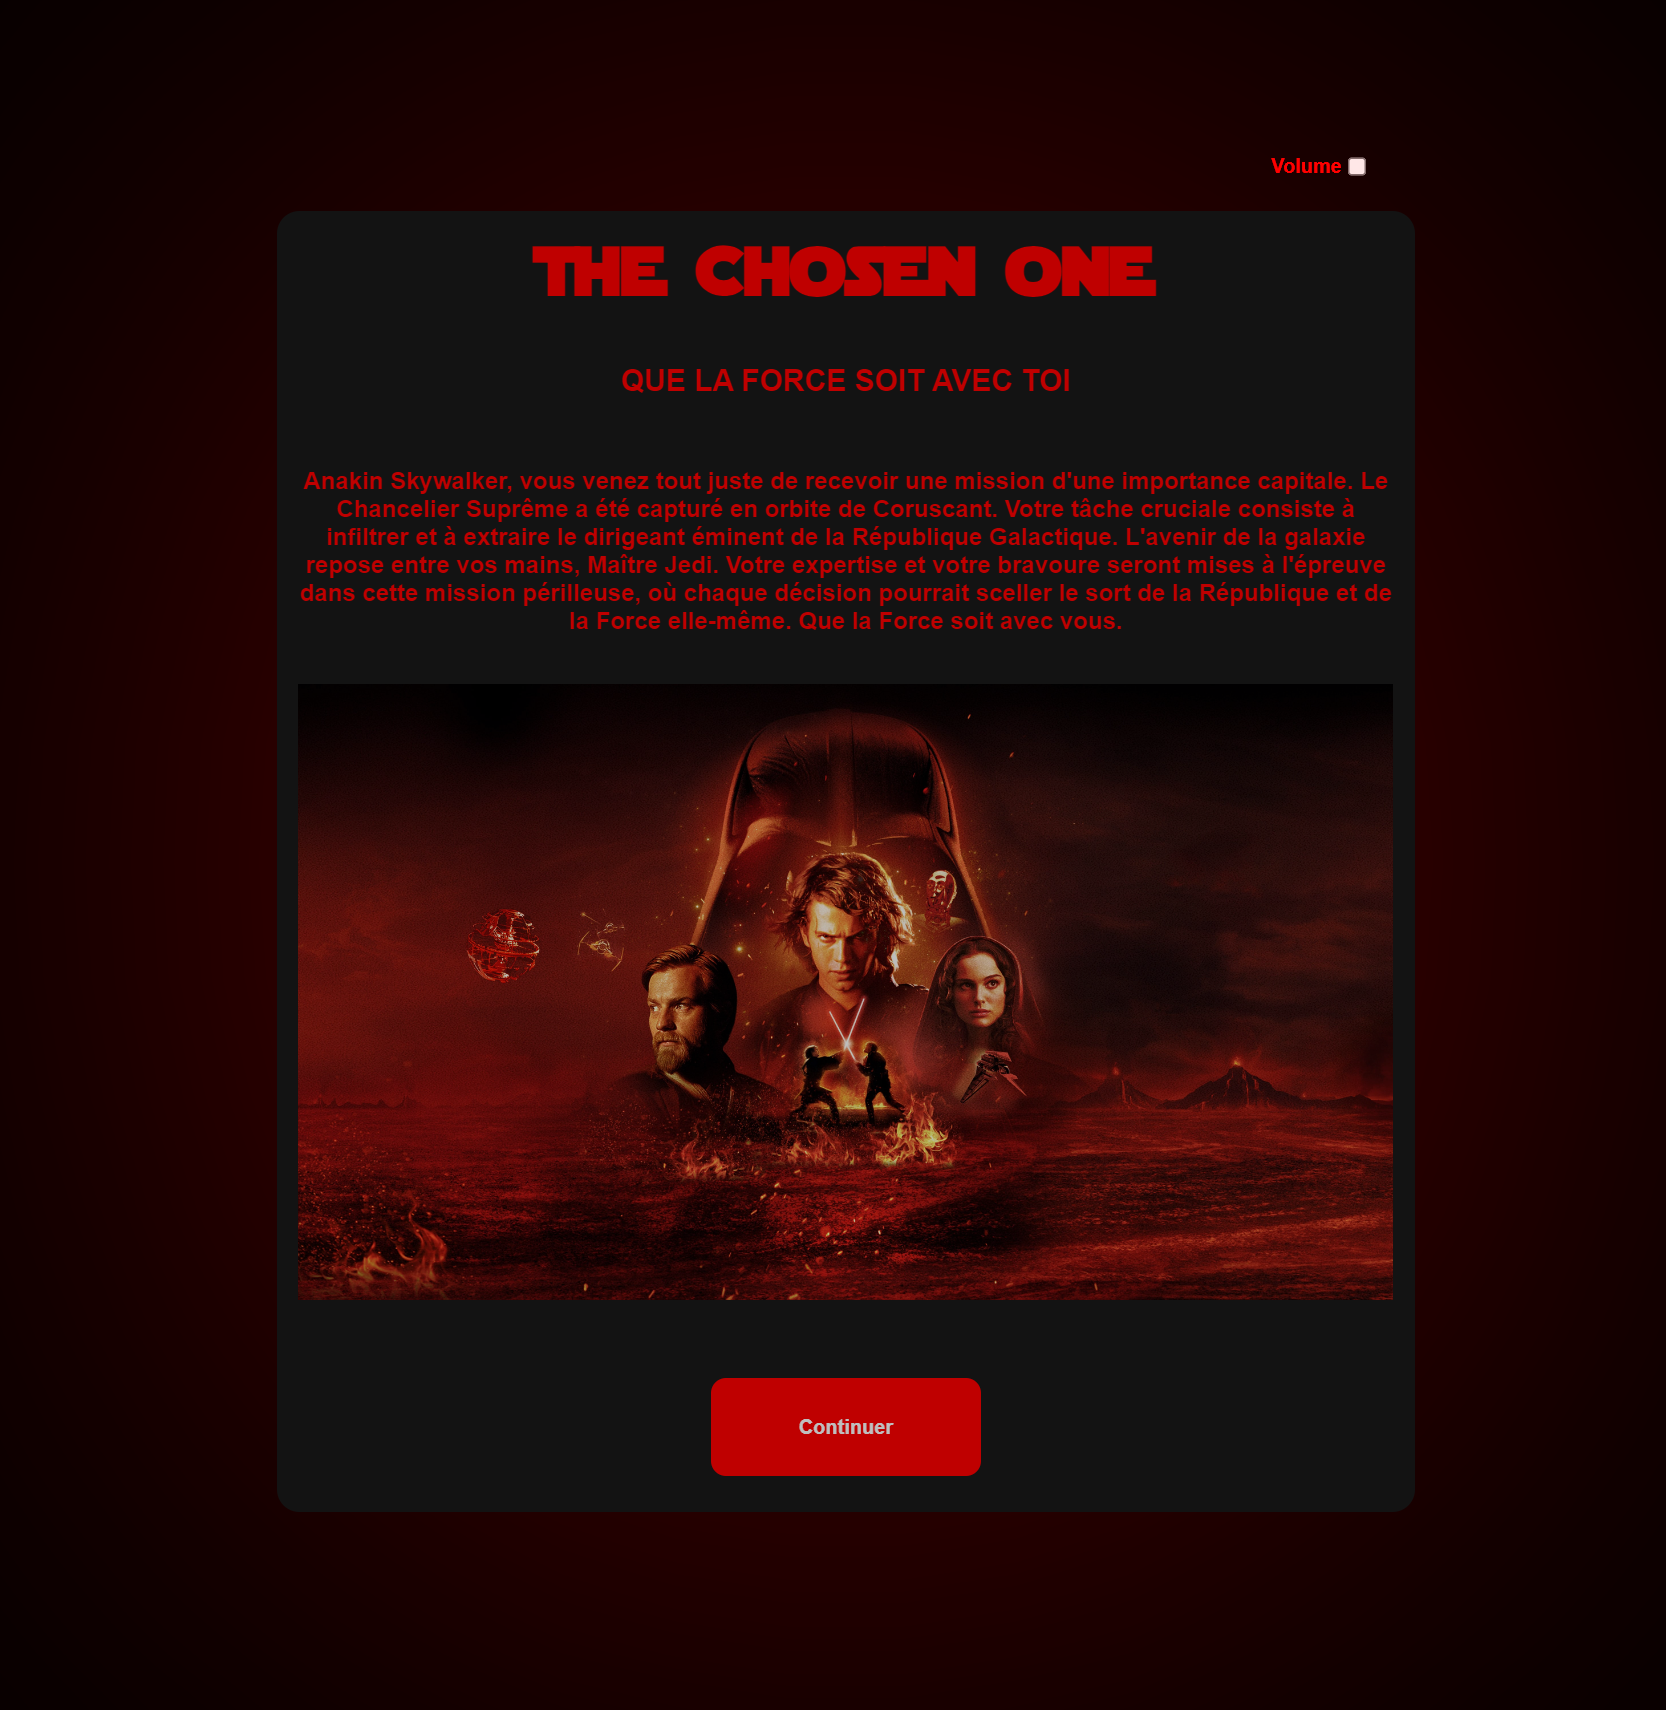 Volume
THE CHOSEN ONE
QUE LA FORCE SOIT AVEC TOI
Anakin Skywalker, vous venez tout juste de recevoir une mission d'une importance capitale. Le
Chancelier Suprême a été capturé en orbite de Coruscant. Votre tâche cruciale consiste à
infiltrer et à extraire le dirigeant éminent de la République Galactique. L'avenir de la galaxie
repose entre vos mains, Maître Jedi. Votre expertise et votre bravoure seront mises à l'épreuve
dans cette mission périlleuse, où chaque décision pourrait sceller le sort de la République et de
la Force elle-même. Que la Force soit avec vous.
Continuer